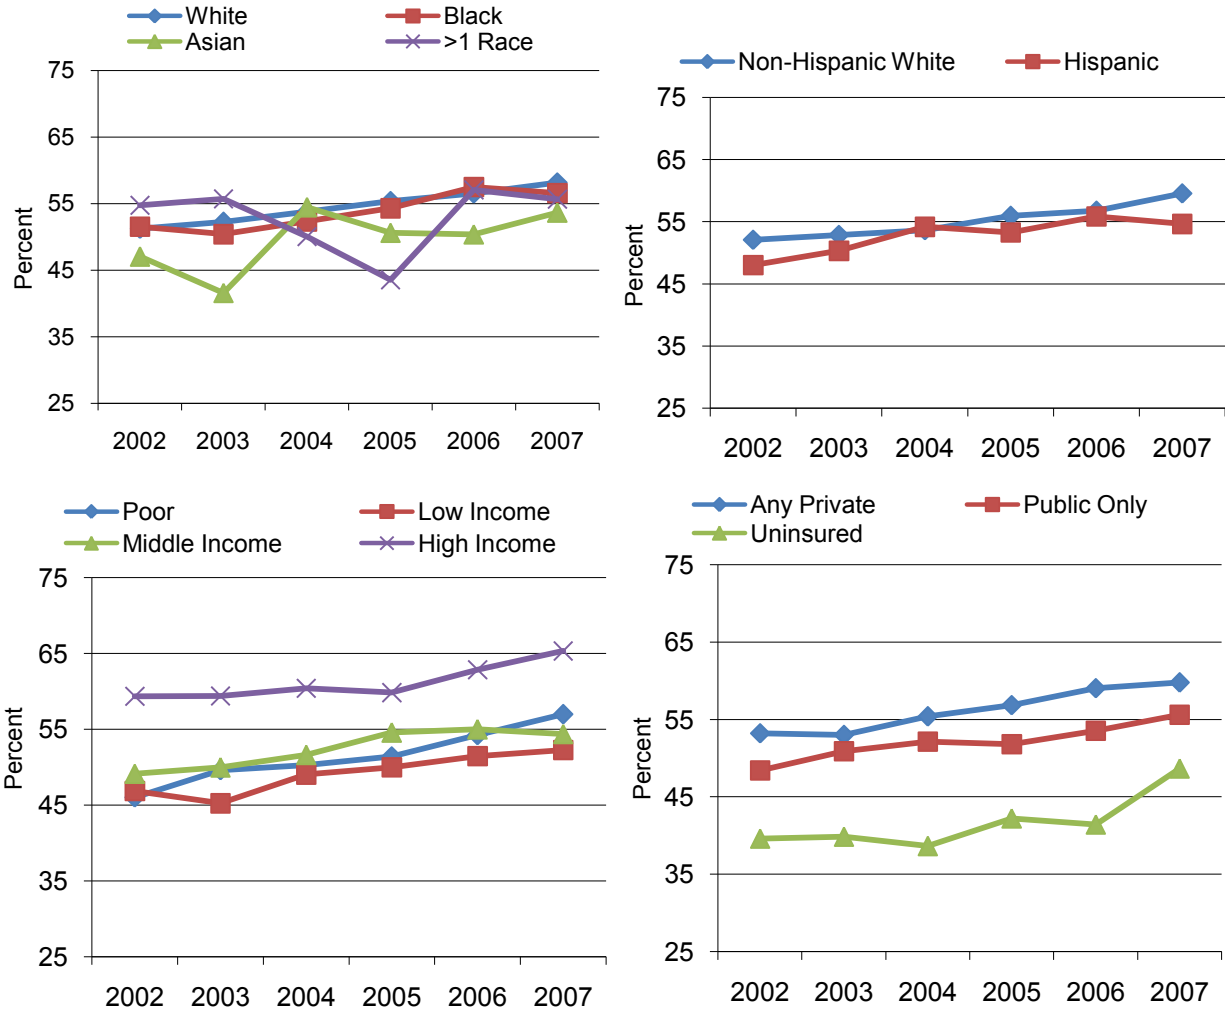 White Black
Asian >1 Race
75
65
55
45
35
25
Percent
2002 2003 2004 2005 2006 2007
Non-Hispanic White Hispanic
75
65
55
45
35
25
Percent
2002 2003 2004 2005 2006 2007
Poor Low Income
Middle Income High Income
75
65
55
45
35
25
Percent
2002 2003 2004 2005 2006 2007
Any Private Public Only
Uninsured
75
65
55
45
35
25
Percent
2002 2003 2004 2005 2006 2007